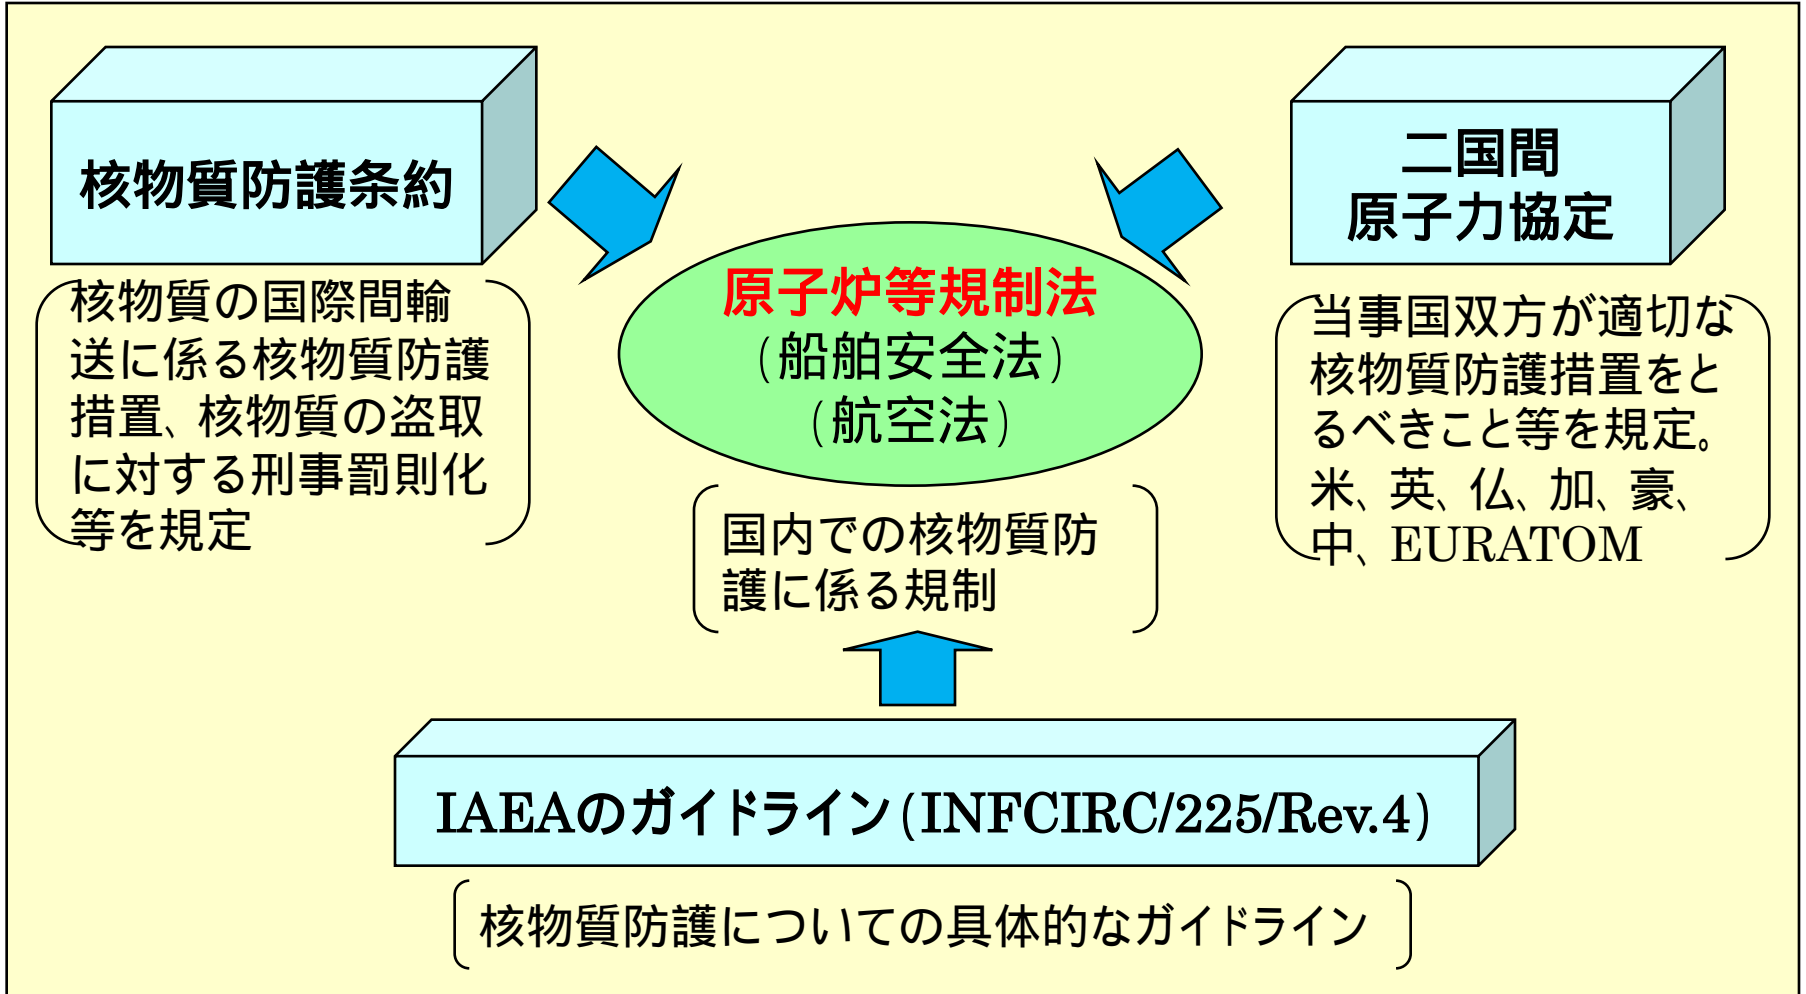 核物質防護条約
核物質の国際間輸
送に係る核物質防護
措置、核物質の盗取
に対する刑事罰則化
等を規定
二国間
原子力協定
当事国双方が適切な
核物質防護措置をと
るべきこと等を規定。
米、英、仏、加、豪、
中、EURATOM
原子炉等規制法
(船舶安全法)
(航空法)
国内での核物質防
護に係る規制
IAEAのガイドライン(INFCIRC/225/Rev.4)
核物質防護についての具体的なガイドライン